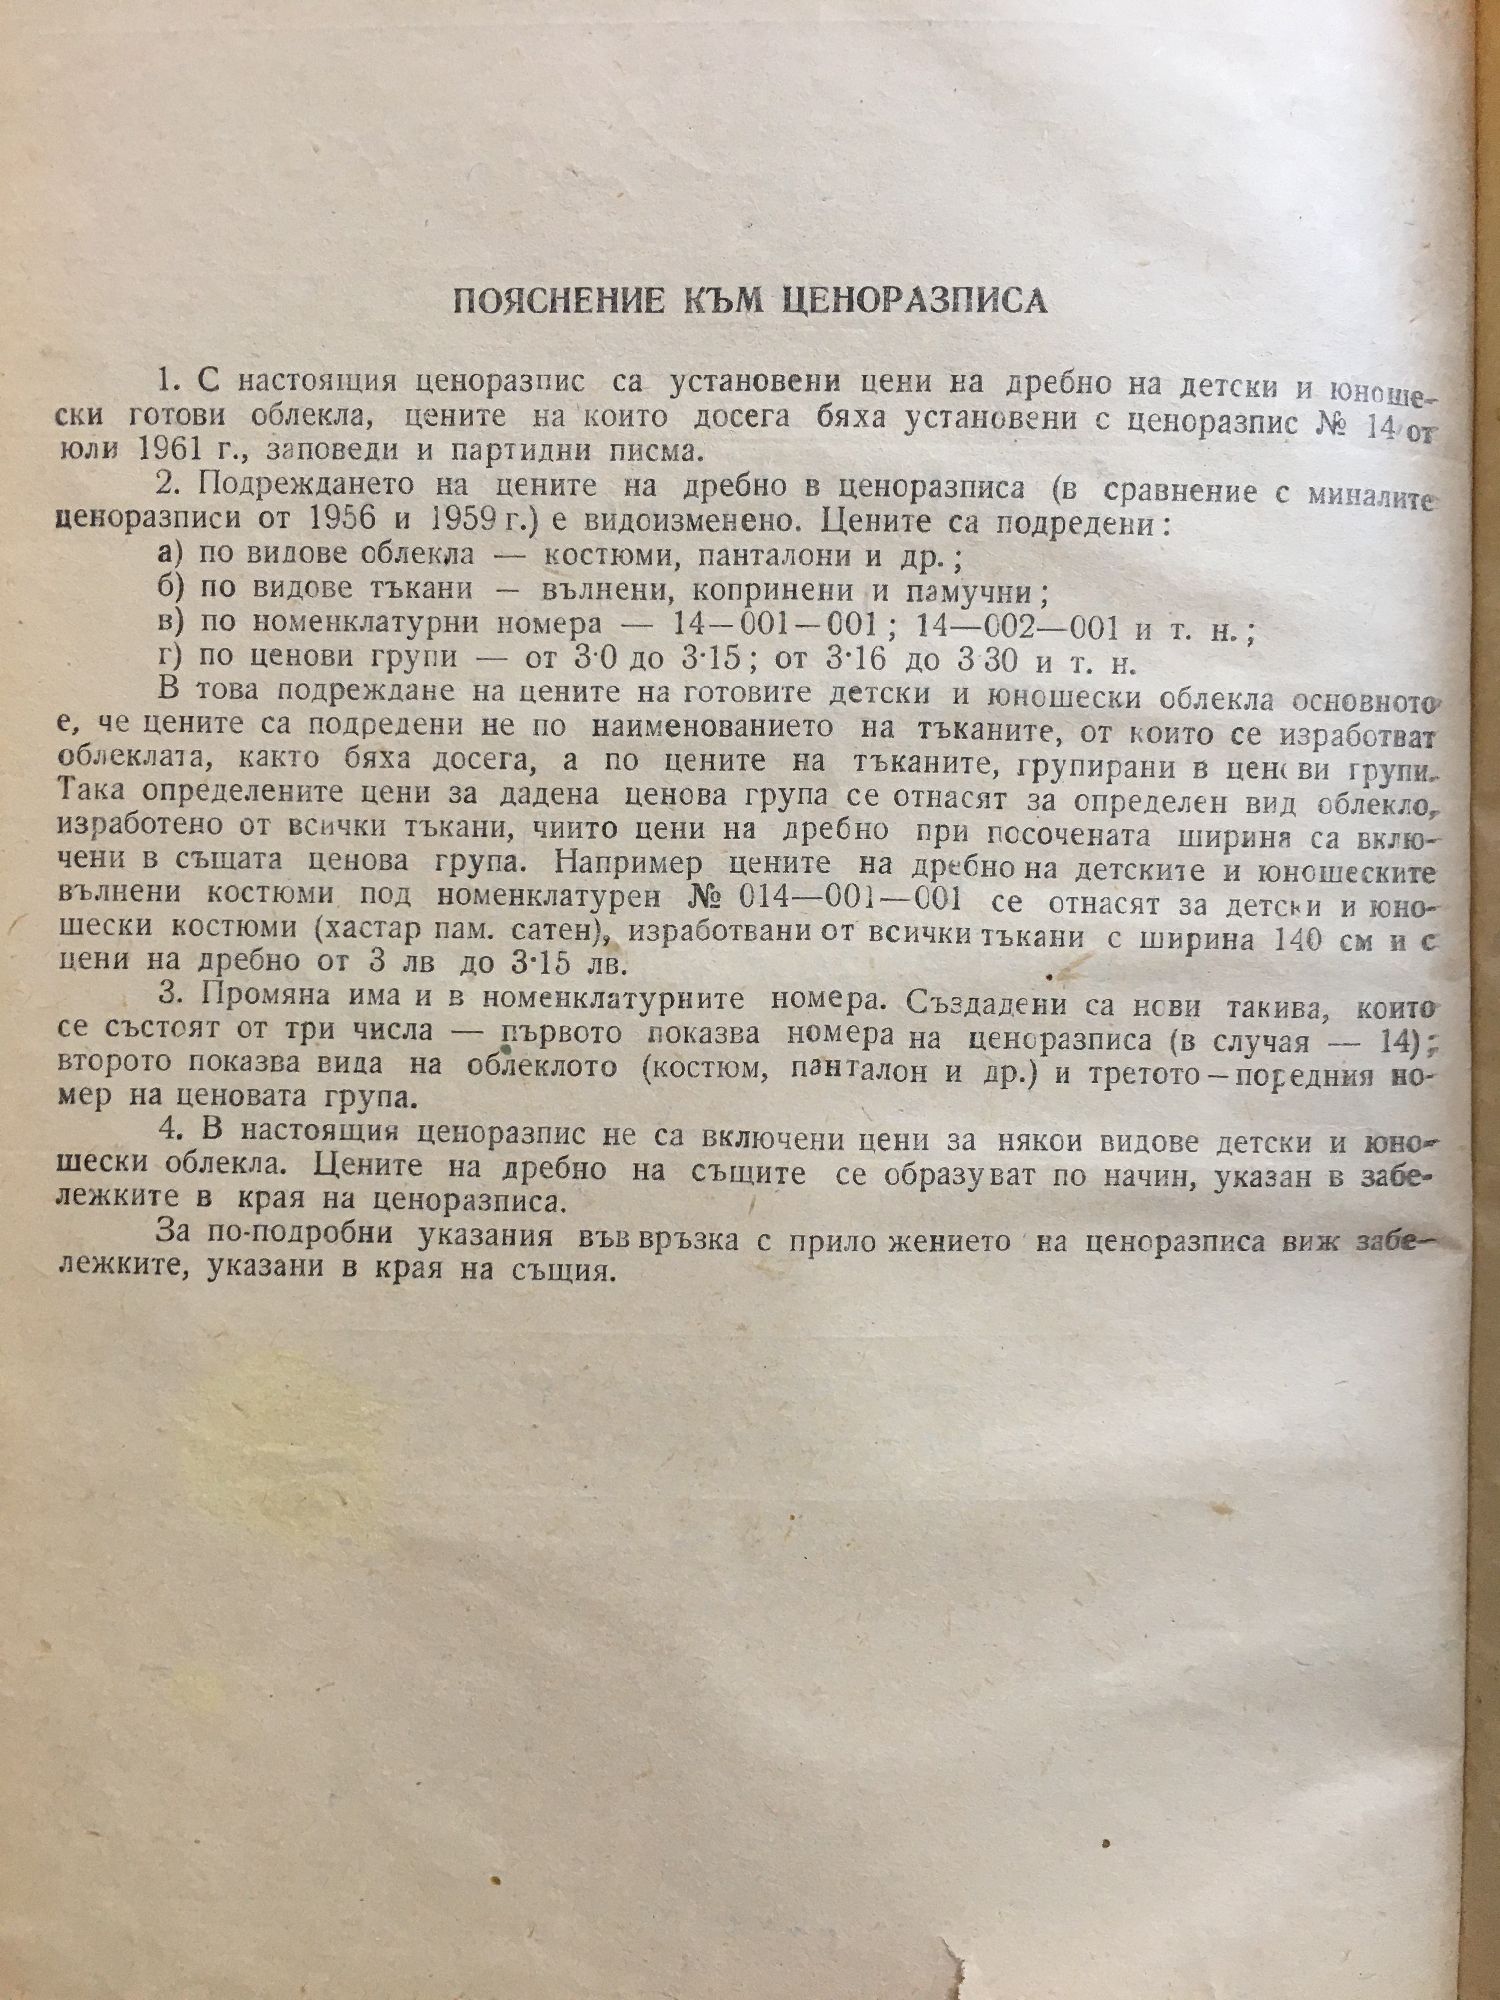 ПОЯСНЕНИЕ КЪМ ЦЕНОРАЗПИСА
1. С настоящия ценоразпис са установени цени на дребно на детски и юноше-
ски готови облекла, цените на които досега бяха установени с ценоразпис № 14 от
юли 1961 г., заповеди и партидни писма.
2. Подреждането на цените на дребно в ценоразписа (в сравнение с миналите
ценоразписи от 1956 и 1959 г.) е видоизменено. Цените са подредени:
а) по видове облекла — костюми, панталони и др.;
б) по видове тъкани — вълнени, копринени и памучни;
в) по номенклатурни номера — 14—001—001; 14—002—001 и т. н.;
г) по ценови групи — от 3·0 до 3·15; от 3·16 до 3 30 и т. н.
В това подреждане на цените на готовите детски и юношески облекла основното
е, че цените са подредени не по наименованието на тъканите, от които се изработват
облеклата, както бяха досега, а по цените на тъканите, групирани в ценови групи.
Така определените цени за дадена ценова група се отнасят за определен вид облекло,
изработено от всички тъкани, чиито цени на дребно при посочената ширина са вклю-
чени в същата ценова група. Например цените на дребно на детските и юношеските
вълнени костюми под номенклатурен № 014—001—001 се отнасят за детски и юно-
шески костюми (хастар пам. сатен), изработвани от всички тъкани с ширина 140 см и с
цени на дребно от 3 лв до 3·15 лв.
3. Промяна има и в номенклатурните номера. Създадени са нови такива, които
се състоят от три числа — първото показва номера на ценоразписа (в случая — 14);
второто показва вида на облеклото (костюм, панталон и др.) и третото — поредния но-
мер на ценовата група.
4. В настоящия ценоразпис не са включени цени за някои видове детски и юно-
шески облекла. Цените на дребно на същите се образуват по начин, указан в забе-
лежките в края на ценоразписа.
За по-подробни указания във връзка с приложението на ценоразписа виж забе-
лежките, указани в края на същия.